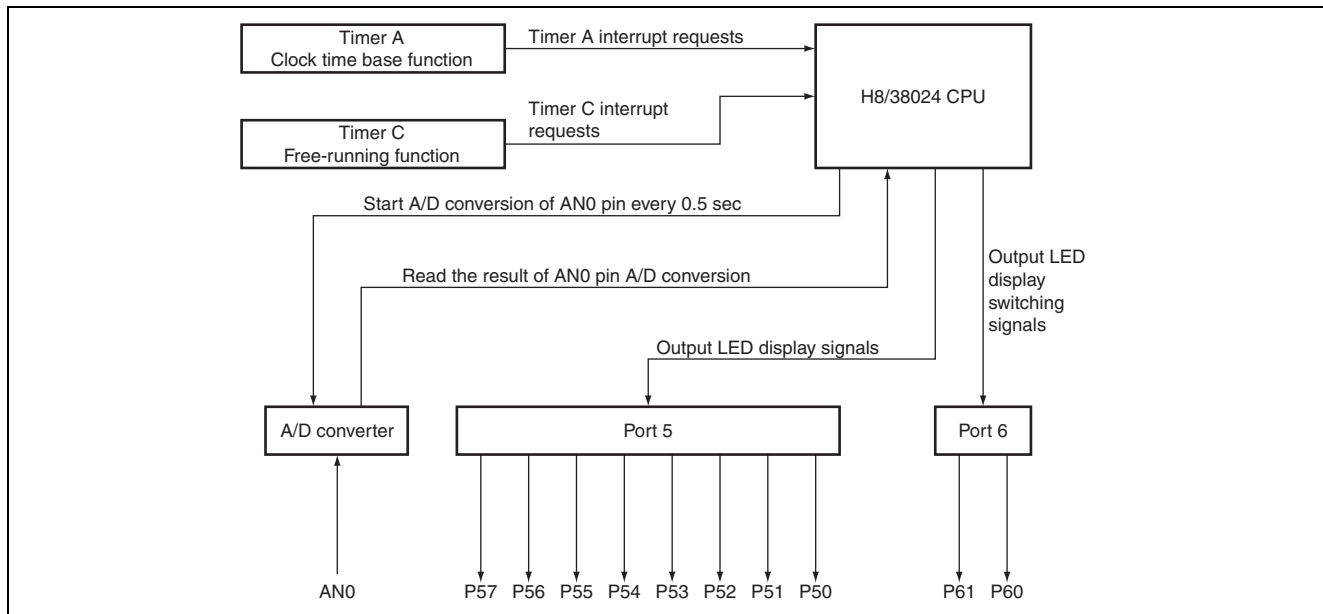 Timer A
Clock time base function
Timer A interrupt requests
H8/38024 CPU
Timer C interrupt
requests
Timer C
Free-running function
Start A/D conversion of AN0 pin every 0.5 sec
Read the result of AN0 pin A/D conversion
Output LED
display
switching
signals
Output LED display signals
A/D converter
Port 5
Port 6
AN0
P57
P56
P55
P54
P53
P52
P51
P50
P61
P60